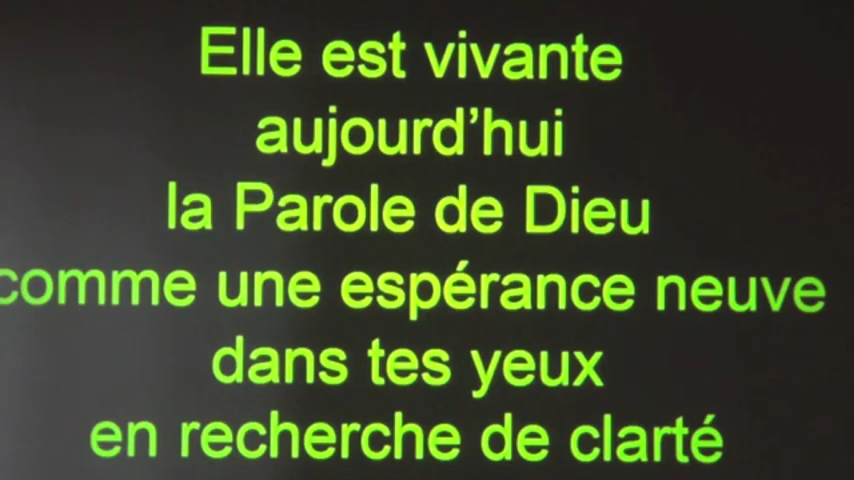 Elle est vivante
aujourd'hui
la Parole de Dieu
comme une espérance neuve
dans tes yeux
en recherche de clarté